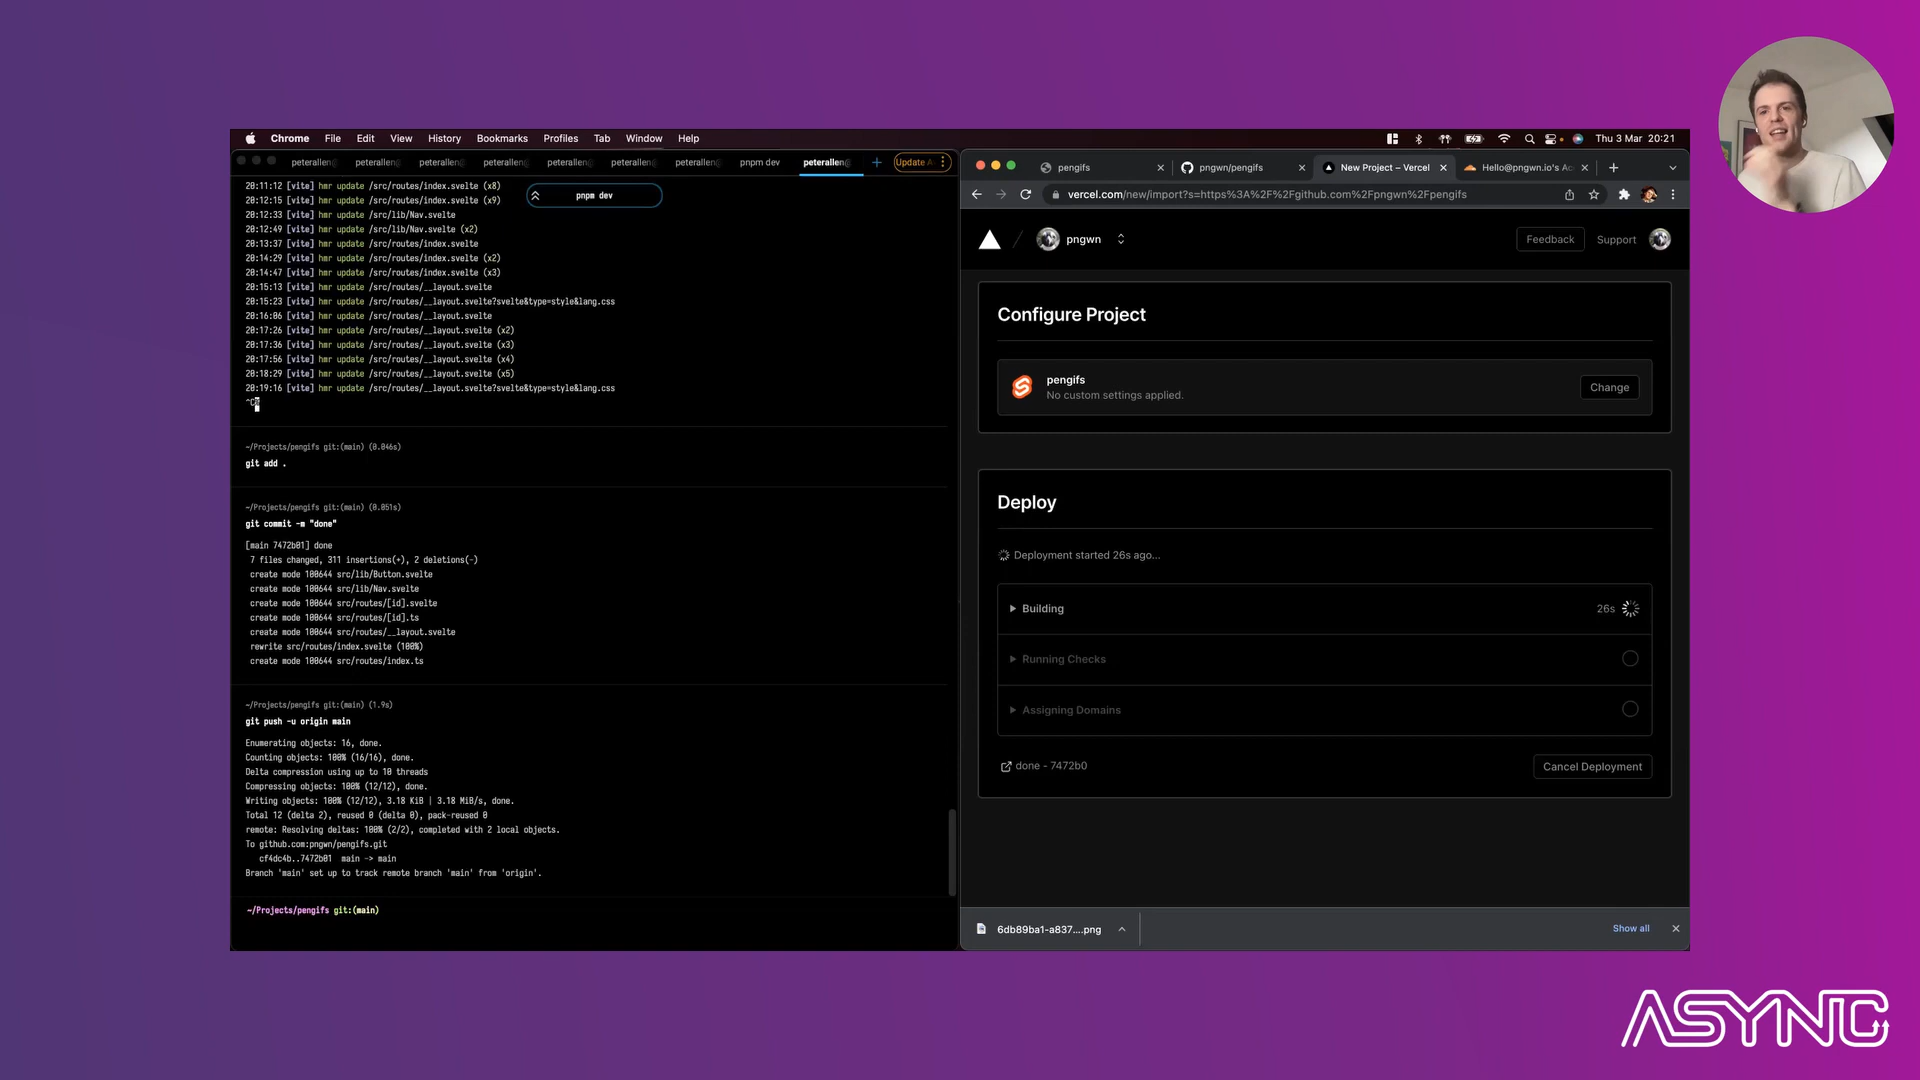 Chrome File Edit View History Bookmarks Profiles Tab Window Help
Thu 3 Mar 20:21
peterallen@ peterallen@ peterallen@ peterallen@ peterallen@ peterallen@ peterallen@ pnpm dev peterallen@
Update
pnpm dev
20:11:12 [vite] hmr update /src/routes/index.svelte (x8)
20:12:15 [vite] hmr update /src/routes/index.svelte (x9)
20:12:33 [vite] hmr update /src/lib/Nav.svelte
20:12:49 [vite] hmr update /src/lib/Nav.svelte (x2)
20:13:37 [vite] hmr update /src/routes/index.svelte
20:14:29 [vite] hmr update /src/routes/index.svelte (x2)
20:14:47 [vite] hmr update /src/routes/index.svelte (x3)
20:15:13 [vite] hmr update /src/routes/__layout.svelte
20:15:23 [vite] hmr update /src/routes/__layout.svelte?svelte&type=style&lang.css
20:16:06 [vite] hmr update /src/routes/__layout.svelte
20:17:26 [vite] hmr update /src/routes/__layout.svelte (x2)
20:17:36 [vite] hmr update /src/routes/__layout.svelte (x3)
20:17:56 [vite] hmr update /src/routes/__layout.svelte (x4)
20:18:29 [vite] hmr update /src/routes/__layout.svelte (x5)
20:19:16 [vite] hmr update /src/routes/__layout.svelte?svelte&type=style&lang.css
^C
~/Projects/pengifs git:(main) (0.046s)
git add .
~/Projects/pengifs git:(main) (0.051s)
git commit -m "done"
[main 7472b01] done
7 files changed, 311 insertions(+), 2 deletions(-)
create mode 100644 src/lib/Button.svelte
create mode 100644 src/lib/Nav.svelte
create mode 100644 src/routes/[id].svelte
create mode 100644 src/routes/[id].ts
create mode 100644 src/routes/__layout.svelte
rewrite src/routes/index.svelte (100%)
create mode 100644 src/routes/index.ts
~/Projects/pengifs git:(main) (1.9s)
git push -u origin main
Enumerating objects: 16, done.
Counting objects: 100% (16/16), done.
Delta compression using up to 10 threads
Compressing objects: 100% (12/12), done.
Writing objects: 100% (12/12), 3.18 KiB | 3.18 MiB/s, done.
Total 12 (delta 2), reused 0 (delta 0), pack-reused 0
remote: Resolving deltas: 100% (2/2), completed with 2 local objects.
To github.com:pngwn/pengifs.git
cf4dc4b..7472b01 main -> main
Branch 'main' set up to track remote branch 'main' from 'origin'.
~/Projects/pengifs git:(main)
pengifs
pngwn/pengifs
New Project – Vercel
Hello@pngwn.io's Ac
vercel.com/new/import?s=https%3A%2F%2Fgithub.com%2Fpngwn%2Fpengifs
pngwn
Feedback
Support
Configure Project
pengifs
No custom settings applied.
Change
Deploy
Deployment started 26s ago...
Building
26s
Running Checks
Assigning Domains
done - 7472b0
Cancel Deployment
6db89ba1-a837....png
Show all
ASYNC